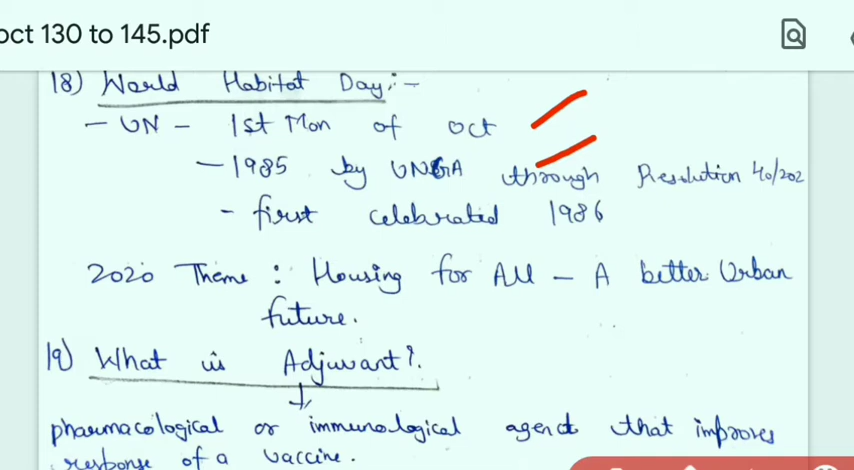 oct 130 to 145.pdf
18) World Habitat Day:-
- UN - 1st Mon of oct
- 1985 by UNGA through Resolution 40/202
- first celebrated 1986
2020 Theme : Housing for All - A better Urban
future.
19) What is Adjuvant?
pharmacological or immunological agent that improves
response of a vaccine.